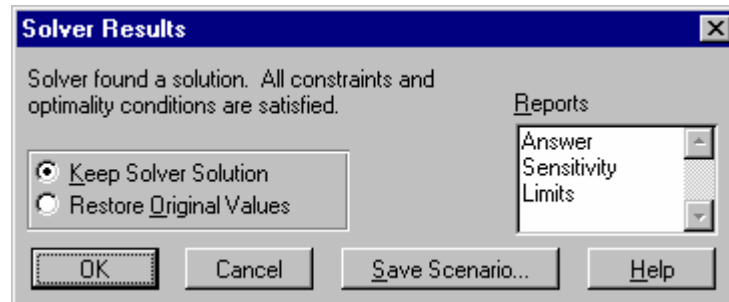 Solver Results
Solver found a solution. All constraints and
optimality conditions are satisfied.
Reports
Answer
Sensitivity
Limits
Keep Solver Solution
Restore Original Values
OK
Cancel
Save Scenario...
Help